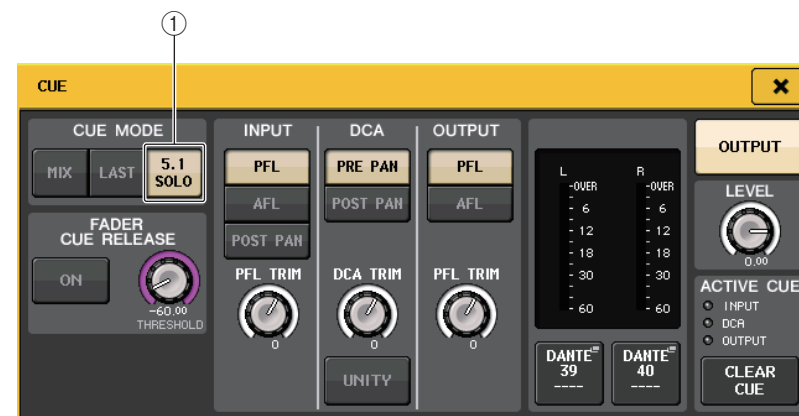 ①
CUE
CUE MODE
MIX
LAST
5.1
SOLO
FADER
CUE RELEASE
ON
-60.00
THRESHOLD
INPUT
PFL
AFL
POST PAN
PFL TRIM
0
DCA
PRE PAN
POST PAN
DCA TRIM
0
UNITY
OUTPUT
PFL
AFL
PFL TRIM
0
L R
-OVER -OVER
6 6
12 12
18 18
30 30
60 60
DANTE
39
----
DANTE
40
----
OUTPUT
LEVEL
0.00
ACTIVE CUE
INPUT
DCA
OUTPUT
CLEAR
CUE